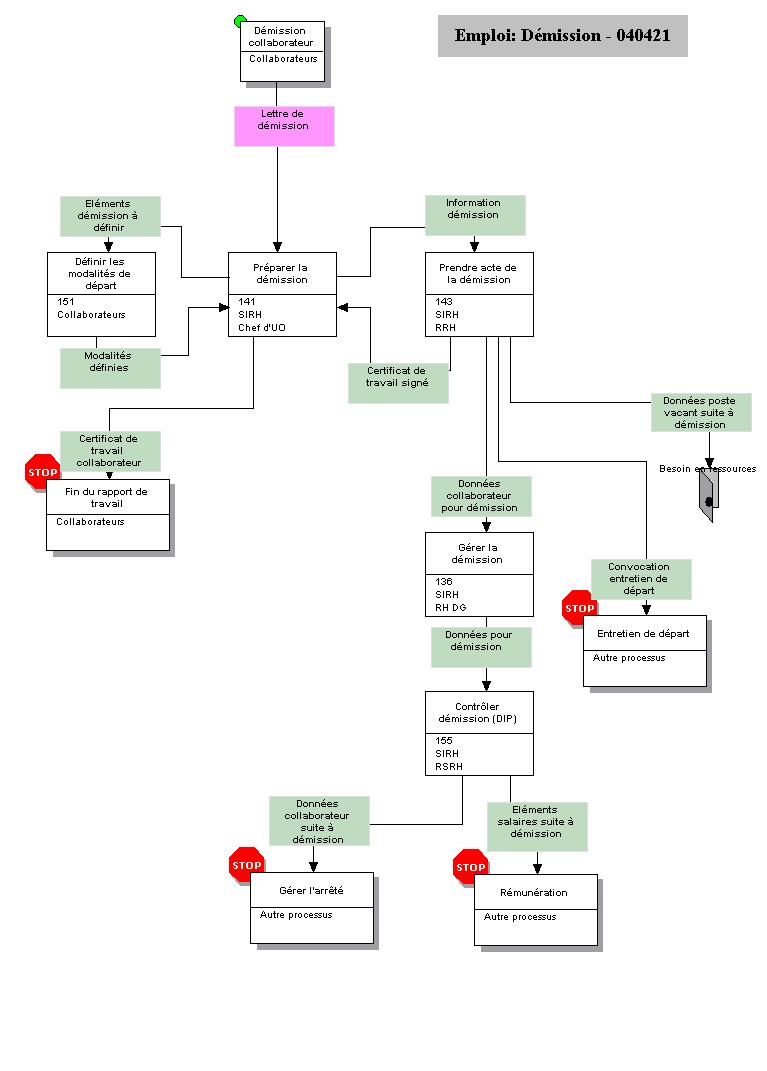 Démission
collaborateur
Collaborateurs
Emploi: Démission - 040421
Lettre de
démission
Eléments
démission à
définir
Information
démission
Définir les
modalités de
départ
151
Collaborateurs
Préparer la
démission
141
SIRH
Chef d'UO
Prendre acte de
la démission
143
SIRH
RRH
Modalités
définies
Certificat de
travail signé
Données poste
vacant suite à
démission
Certificat de
travail
collaborateur
STOP
Fin du rapport de
travail
Collaborateurs
Besoin en ressources
Données
collaborateur
pour démission
Gérer la
démission
136
SIRH
RH DG
Convocation
entretien de
départ
STOP
Entretien de départ
Autre processus
Données pour
démission
Contrôler
démission (DIP)
155
SIRH
RSRH
Données
collaborateur
suite à
démission
Eléments
salaires suite à
démission
STOP
Gérer l'arrêté
Autre processus
STOP
Rémunération
Autre processus